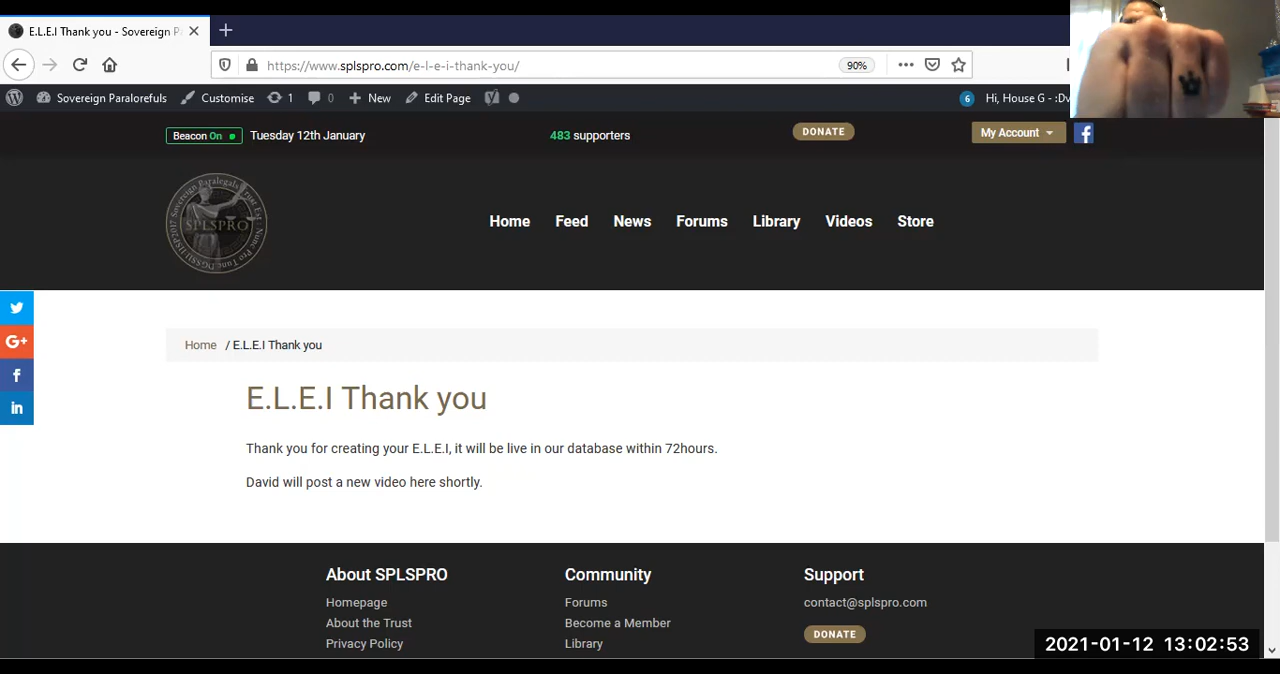 E.L.E.I Thank you - Sovereign P
https://www.splspro.com/e-l-e-i-thank-you/
90%
Sovereign Paralorefuls
Customise
1
0
New
Edit Page
6
Hi, House G - :Dv
Beacon On
Tuesday 12th January
483 supporters
DONATE
My Account
SPLSPRO
Home
Feed
News
Forums
Library
Videos
Store
Home / E.L.E.I Thank you
E.L.E.I Thank you
Thank you for creating your E.L.E.I, it will be live in our database within 72hours.
David will post a new video here shortly.
About SPLSPRO
Homepage
About the Trust
Privacy Policy
Community
Forums
Become a Member
Library
Support
contact@splspro.com
DONATE
2021-01-12 13:02:53